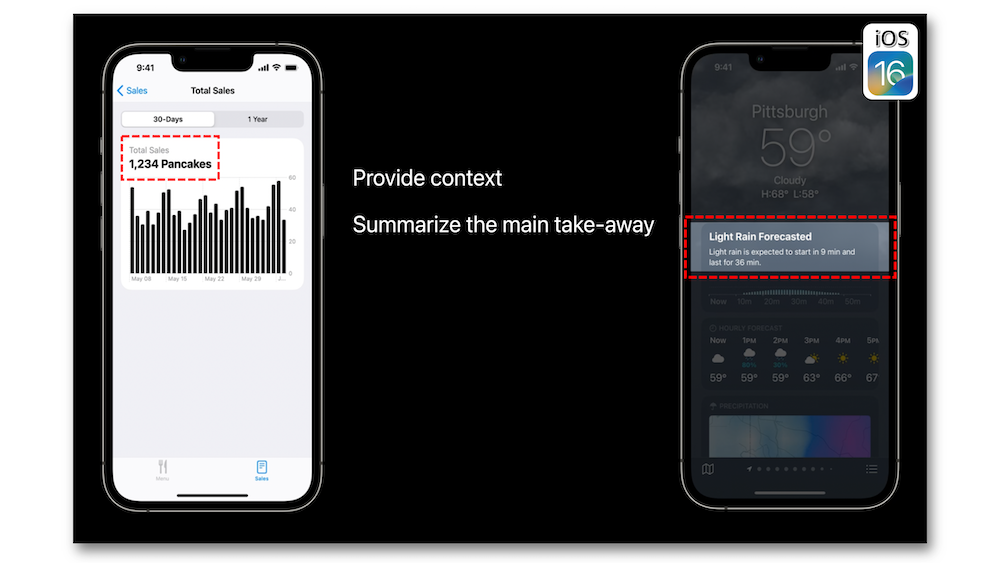 iOS
16
9:41
Sales
Total Sales
30-Days
1 Year
Total Sales
1,234 Pancakes
60
40
20
0
May 08
May 15
May 22
May 29
J...
Menu
Sales
Provide context
Summarize the main take-away
9:41
Pittsburgh
59°
Cloudy
H:68° L:58°
Light Rain Forecasted
Light rain is expected to start in 9 min and
last for 36 min.
Now 10m 20m 30m 40m 50m
HOURLY FORECAST
Now 1PM 2PM 3PM 4PM 5P
59° 59° 59° 63° 66° 67
PRECIPITATION